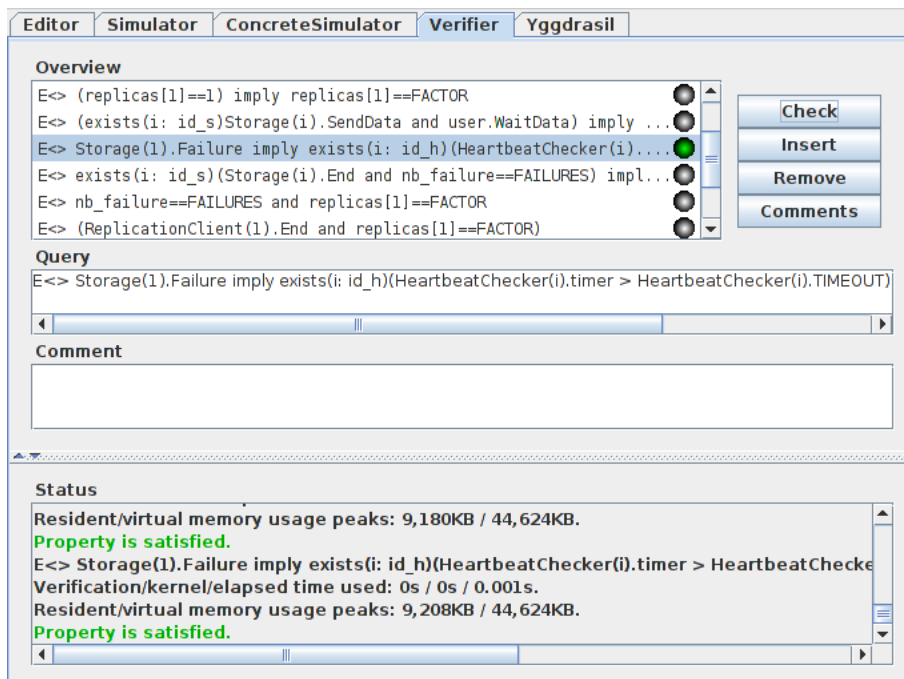 Editor Simulator ConcreteSimulator Verifier Yggdrasil
Overview
E<> (replicas[1]==1) imply replicas[1]==FACTOR
E<> (exists(i: id_s)Storage(i).SendData and user.WaitData) imply ...
E<> Storage(1).Failure imply exists(i: id_h)(HeartbeatChecker(i)....
E<> exists(i: id_s)(Storage(i).End and nb_failure==FAILURES) impl...
E<> nb_failure==FAILURES and replicas[1]==FACTOR
E<> (ReplicationClient(1).End and replicas[1]==FACTOR)
Check
Insert
Remove
Comments
Query
E<> Storage(1).Failure imply exists(i: id_h)(HeartbeatChecker(i).timer > HeartbeatChecker(i).TIMEOUT)
Comment
Status
Resident/virtual memory usage peaks: 9,180KB / 44,624KB.
Property is satisfied.
E<> Storage(1).Failure imply exists(i: id_h)(HeartbeatChecker(i).timer > HeartbeatChecke
Verification/kernel/elapsed time used: 0s / 0s / 0.001s.
Resident/virtual memory usage peaks: 9,208KB / 44,624KB.
Property is satisfied.